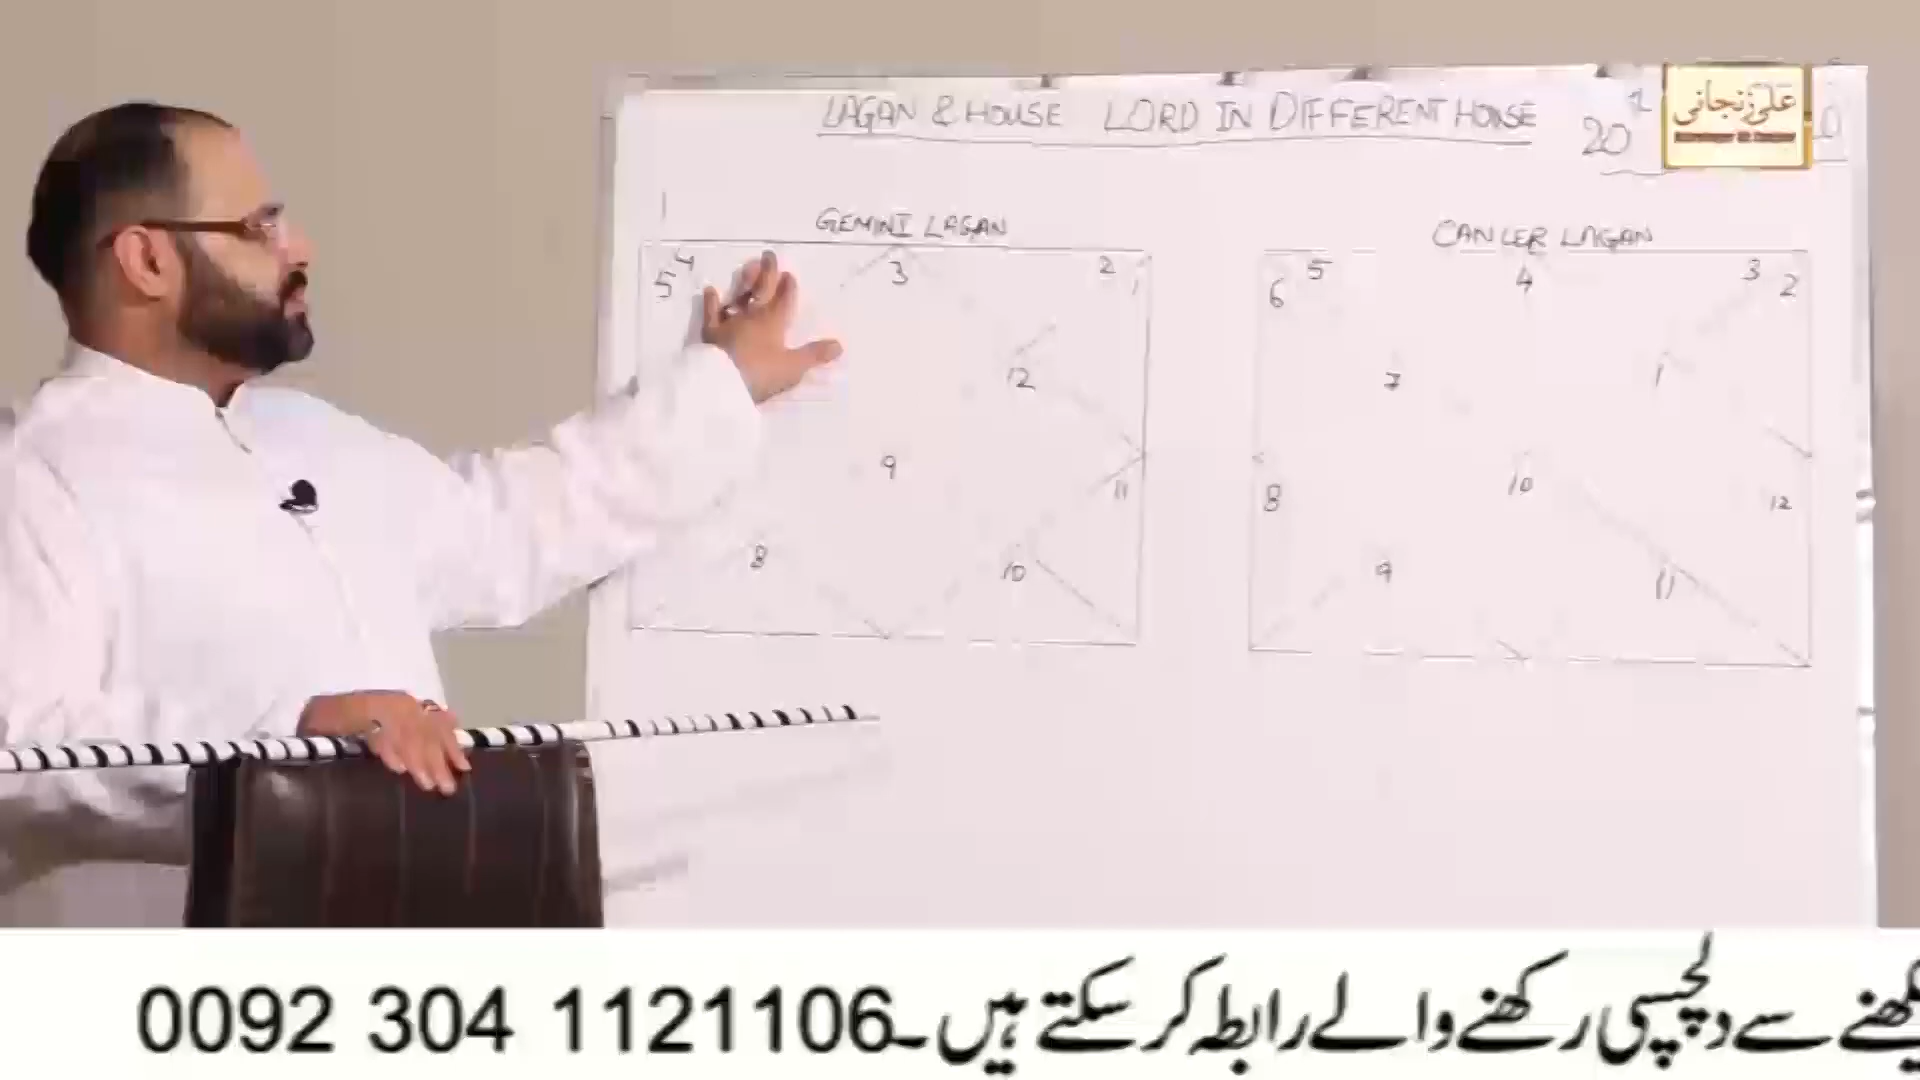 LAGAN & HOUSE LORD IN DIFFERENT HOUSE
20
علی زنجانی
GEMINI LAGAN
CANCER LAGAN
5 4 3 2 1
12
9
11
8 10
6 5 4 3 2
7 1
8 10 12
9 11
سے دلچسپی رکھنے والے رابطہ کر سکتے ہیں۔ 0092 304 1121106